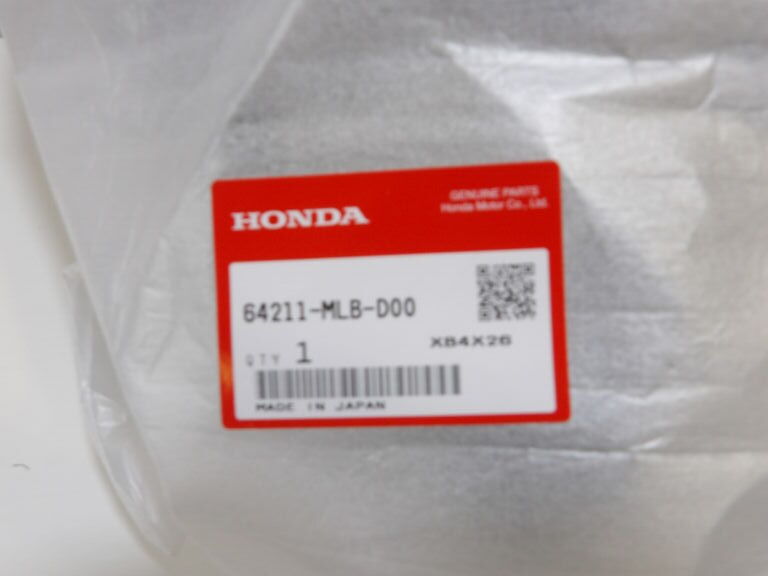 HONDA
GENUINE PARTS
Honda Motor Co., Ltd.
64211-MLB-D00
XB4X26
QTY 1
MADE IN JAPAN